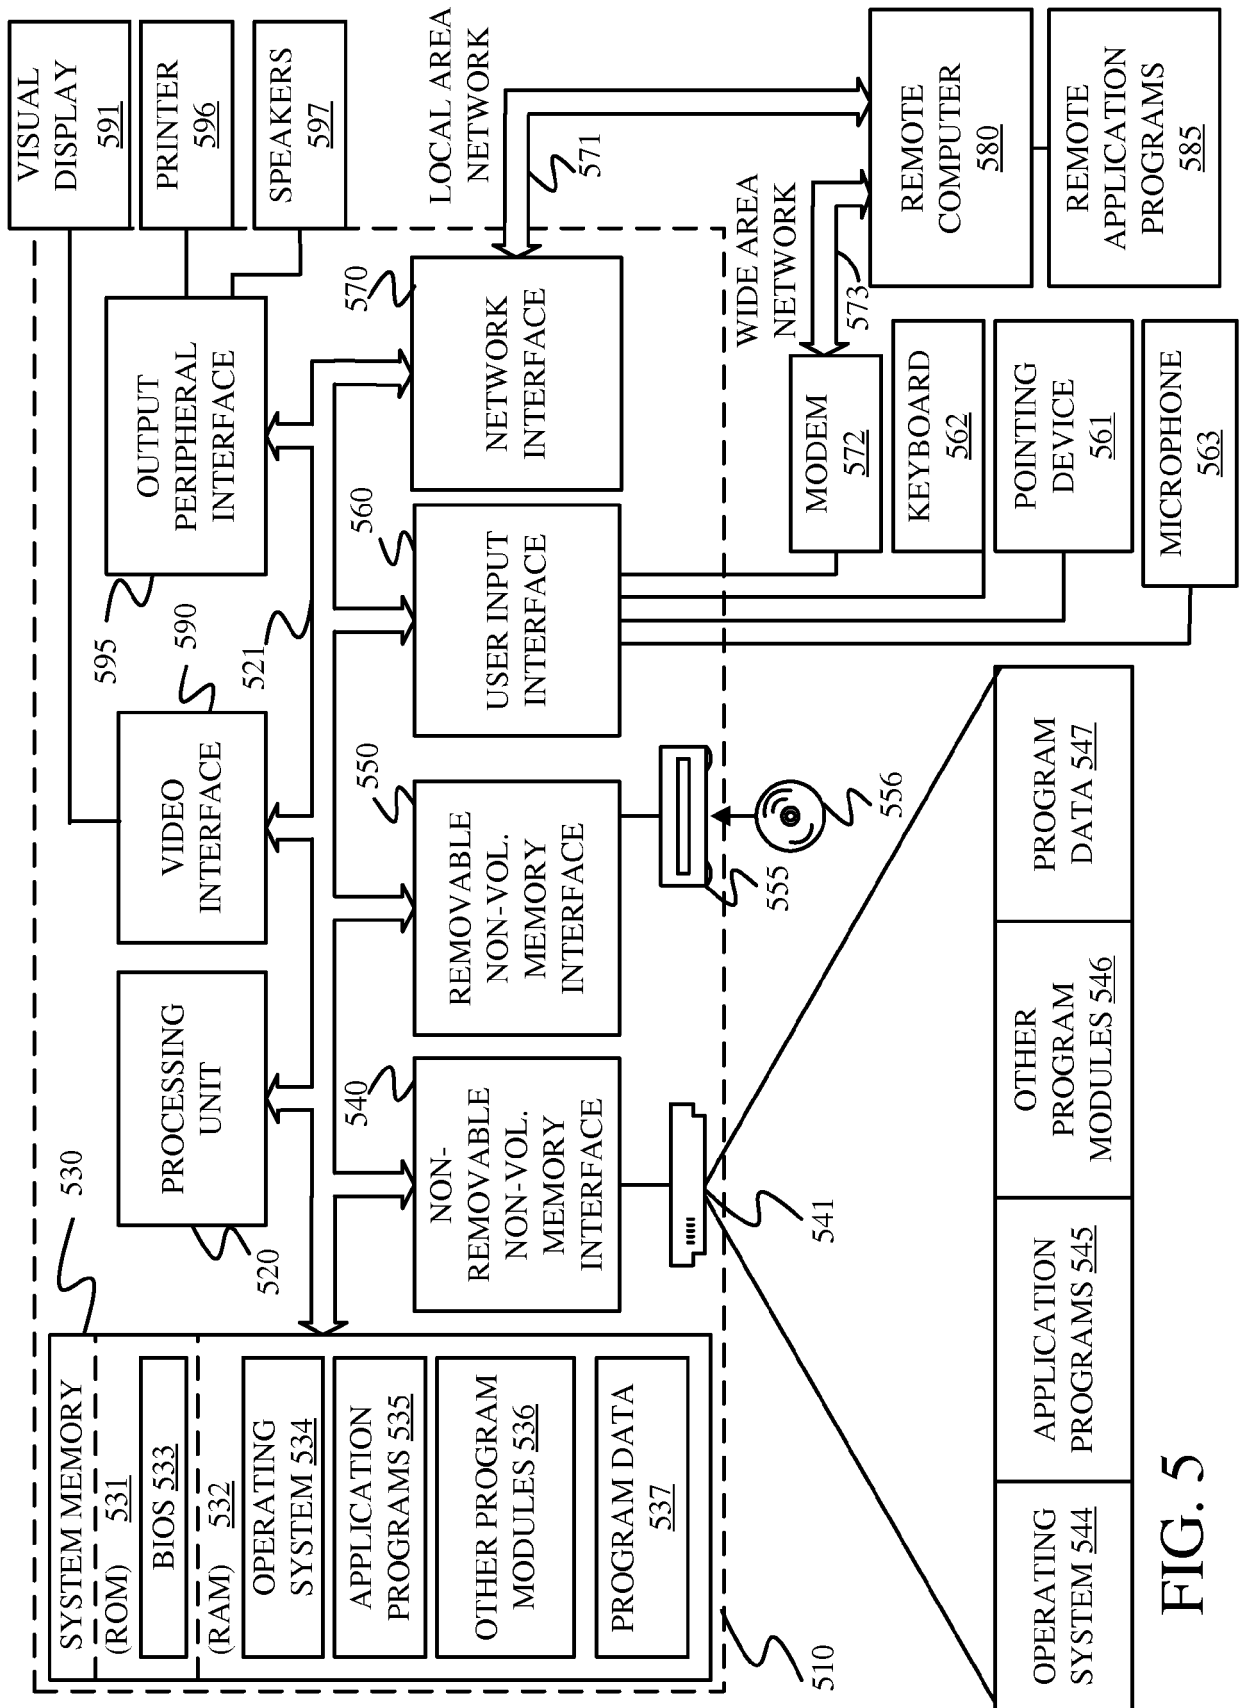 SYSTEM MEMORY
(ROM) 531
BIOS 533
(RAM) 532
OPERATING
SYSTEM 534
APPLICATION
PROGRAMS 535
OTHER PROGRAM
MODULES 536
PROGRAM DATA
537
510
530
520
PROCESSING
UNIT
VIDEO
INTERFACE
590
595
OUTPUT
PERIPHERAL
INTERFACE
521
VISUAL
DISPLAY
591
PRINTER
596
SPEAKERS
597
540
NON-
REMOVABLE
NON-VOL.
MEMORY
INTERFACE
550
REMOVABLE
NON-VOL.
MEMORY
INTERFACE
560
USER INPUT
INTERFACE
570
NETWORK
INTERFACE
LOCAL AREA
NETWORK
571
WIDE AREA
NETWORK
573
541
555
556
MODEM
572
KEYBOARD
562
POINTING
DEVICE
561
MICROPHONE
563
REMOTE
COMPUTER
580
REMOTE
APPLICATION
PROGRAMS
585
OPERATING
SYSTEM 544
APPLICATION
PROGRAMS 545
OTHER
PROGRAM
MODULES 546
PROGRAM
DATA 547
FIG. 5